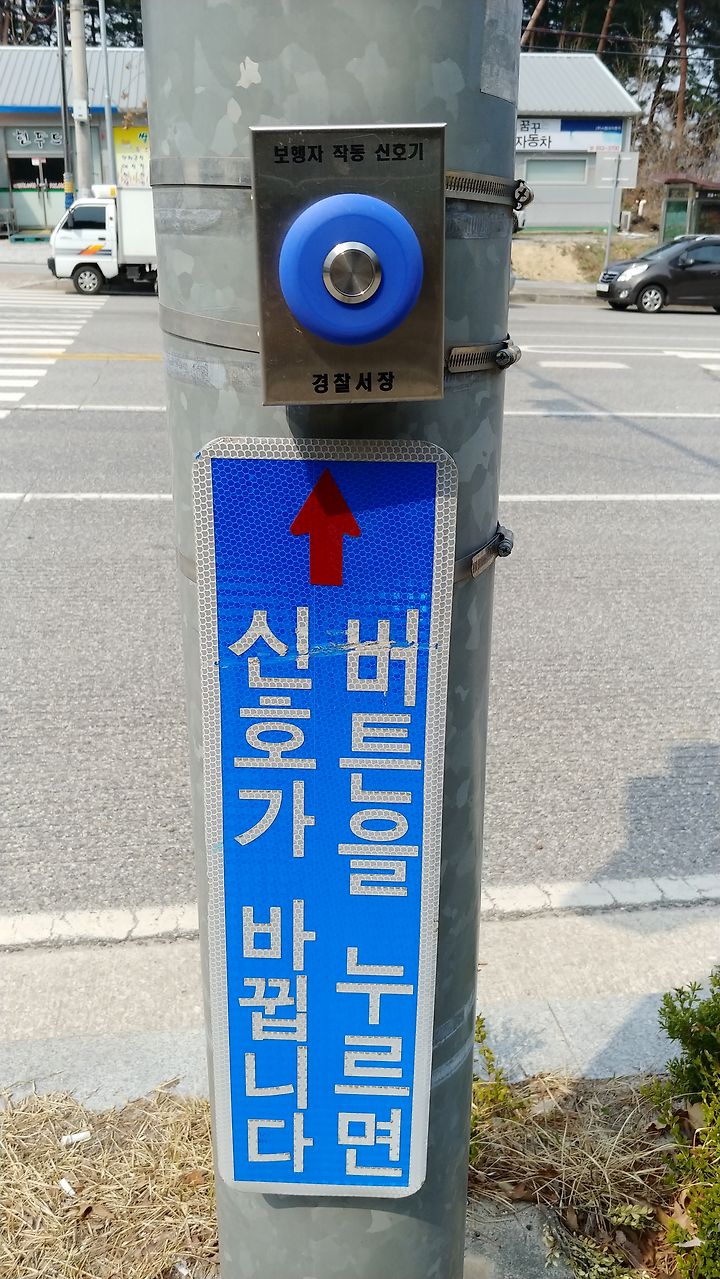 보행자 작동 신호기
경찰서장
버튼을 누르면
신호가 바뀝니다
꿈꾸
자동차